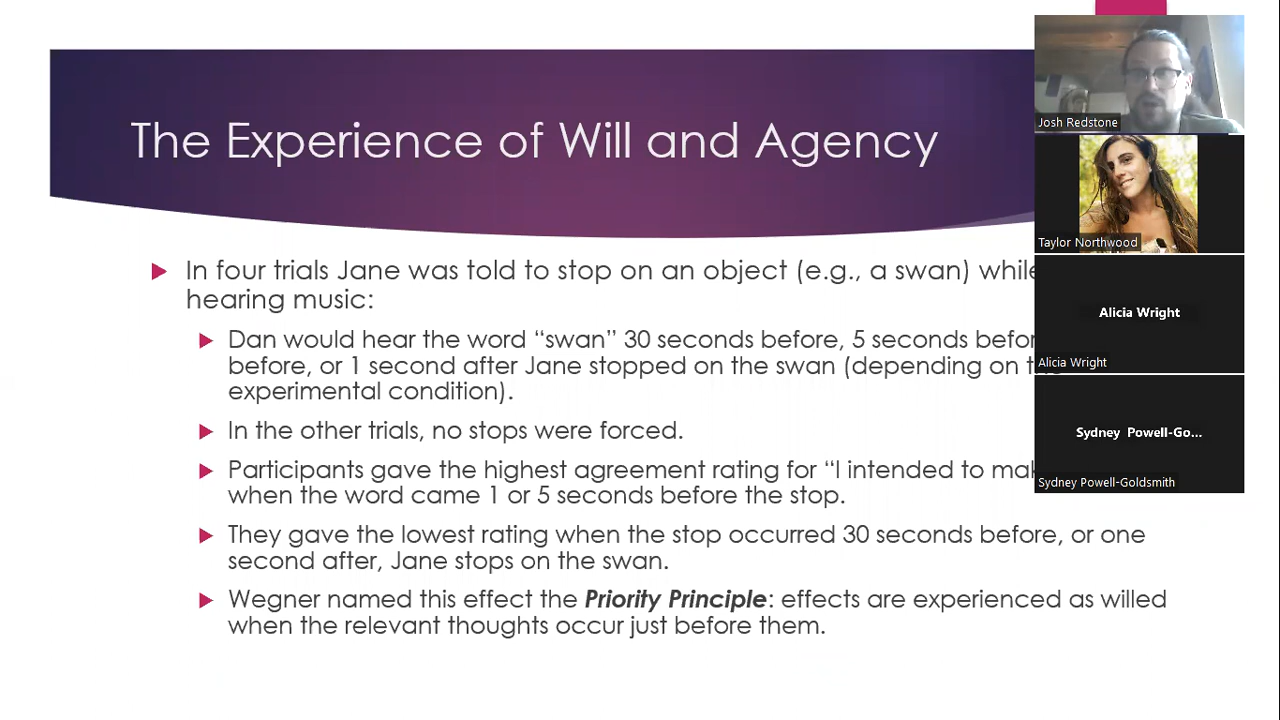 The Experience of Will and Agency
In four trials Jane was told to stop on an object (e.g., a swan) while
hearing music:
Dan would hear the word “swan” 30 seconds before, 5 seconds
before, or 1 second after Jane stopped on the swan (depending on
experimental condition).
In the other trials, no stops were forced.
Participants gave the highest agreement rating for “I intended to
when the word came 1 or 5 seconds before the stop.
They gave the lowest rating when the stop occurred 30 seconds before, or one
second after, Jane stops on the swan.
Wegner named this effect the Priority Principle: effects are experienced as willed
when the relevant thoughts occur just before them.
Josh Redstone
Taylor Northwood
Alicia Wright
Alicia Wright
Sydney Powell-Go...
Sydney Powell-Goldsmith